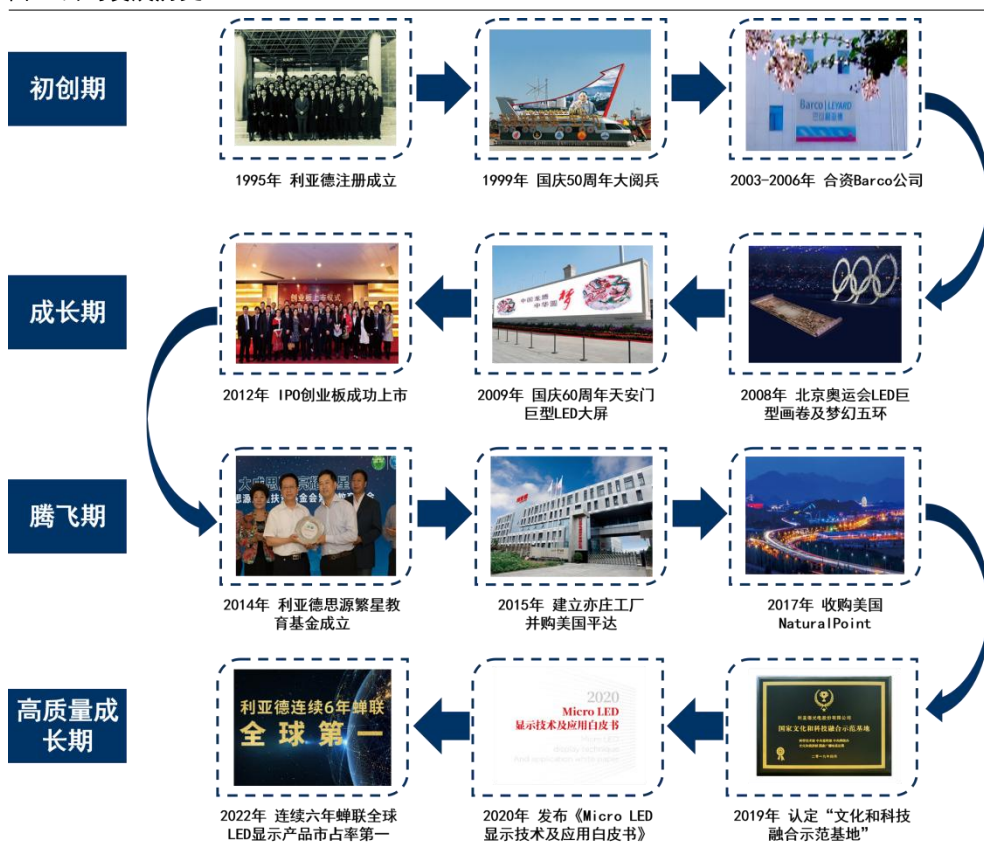 初创期
1995年 利亚德注册成立
1999年 国庆50周年大阅兵
Barco LEYARD
2003-2006年 合资Barco公司
成长期
创业板上市仪式
2012年 IPO创业板成功上市
中华圆梦
2009年 国庆60周年天安门
巨型LED大屏
2008年 北京奥运会LED巨
型画卷及梦幻五环
腾飞期
2014年 利亚德思源繁星教
育基金成立
2015年 建立亦庄工厂
并购美国平达
2017年 收购美国
NaturalPoint
高质量成
长期
利亚德连续6年蝉联
全球第一
2022年 连续六年蝉联全球
LED显示产品市占率第一
2020
Micro LED
显示技术及应用白皮书
2020年 发布《Micro LED
显示技术及应用白皮书》
国家文化和科技融合示范基地
2019年 认定“文化和科技
融合示范基地”